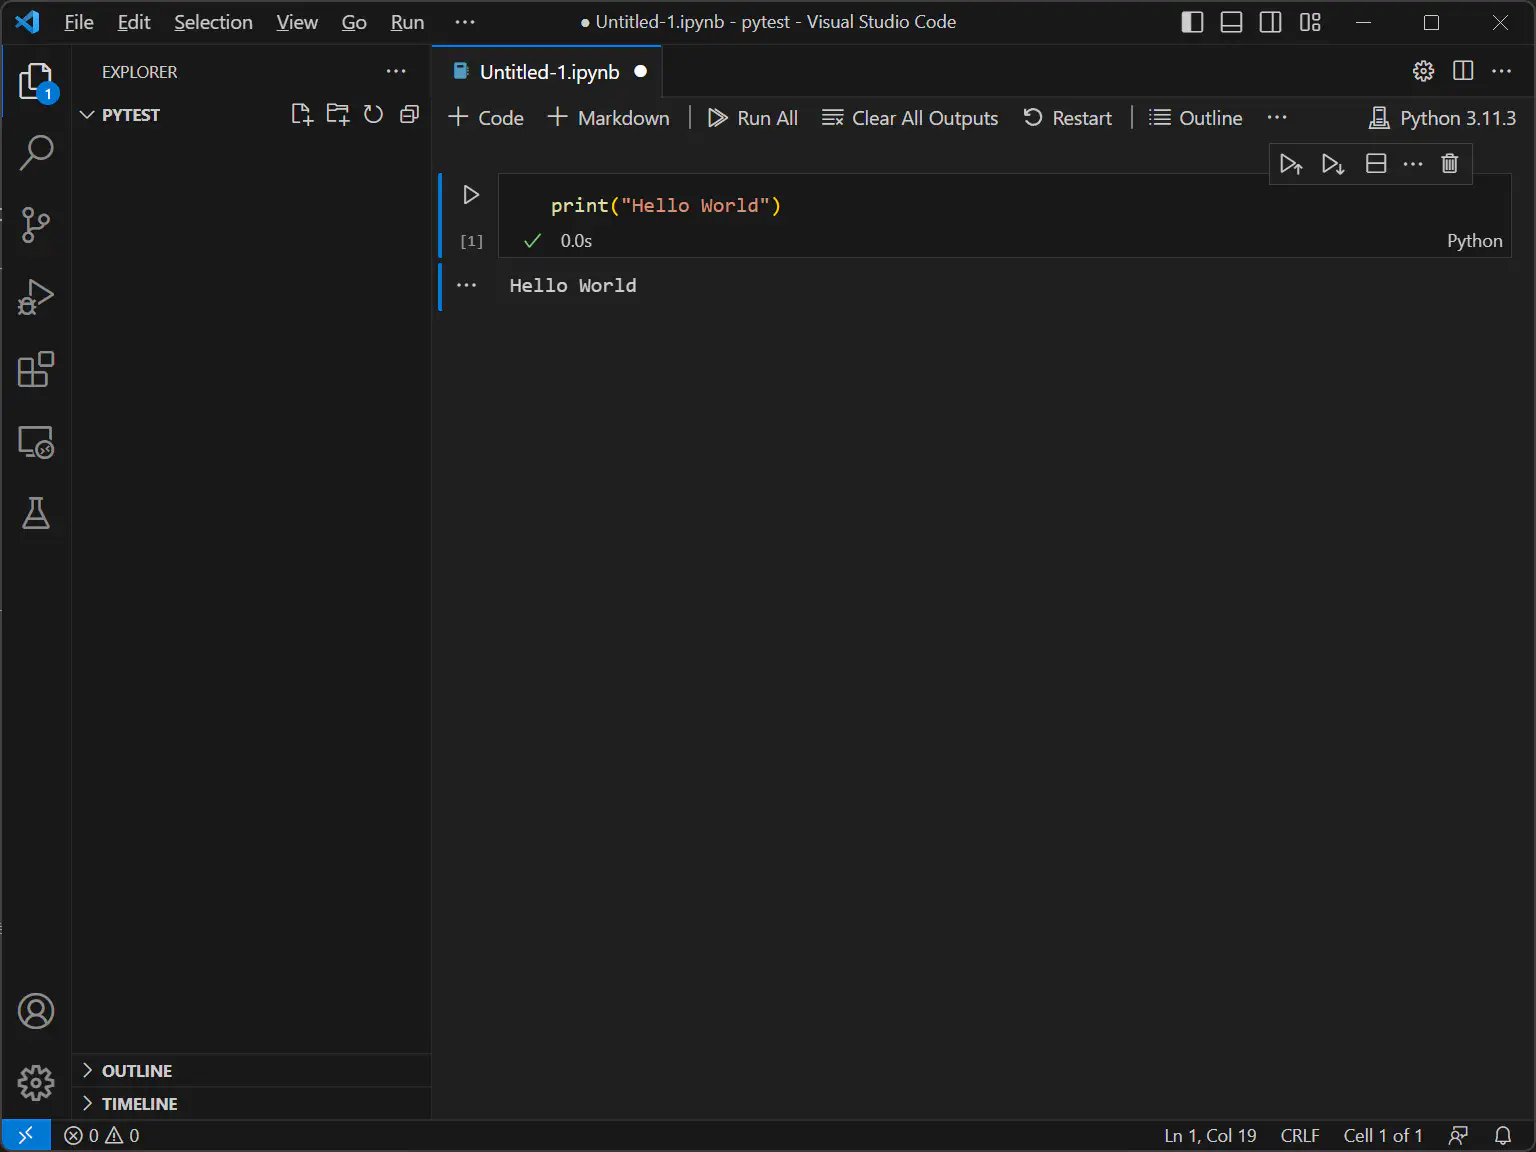 File Edit Selection View Go Run ··· ● Untitled-1.ipynb - pytest - Visual Studio Code
EXPLORER ···
1
PYTEST
Untitled-1.ipynb ●
+ Code + Markdown | Run All Clear All Outputs Restart | Outline ··· Python 3.11.3
print("Hello World")
[1] ✓ 0.0s Python
··· Hello World
OUTLINE
TIMELINE
0 0 Ln 1, Col 19 CRLF Cell 1 of 1